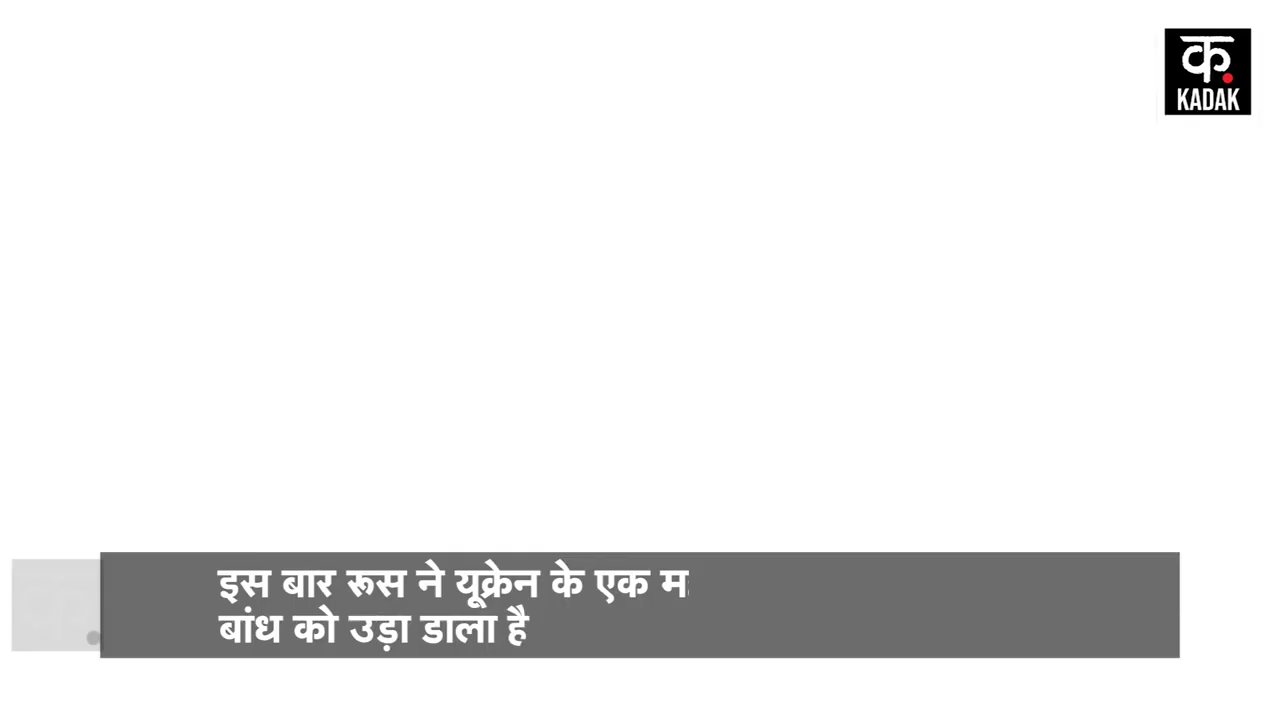 क
KADAK
इस बार रूस ने यूक्रेन के एक
बांध को उड़ा डाला है